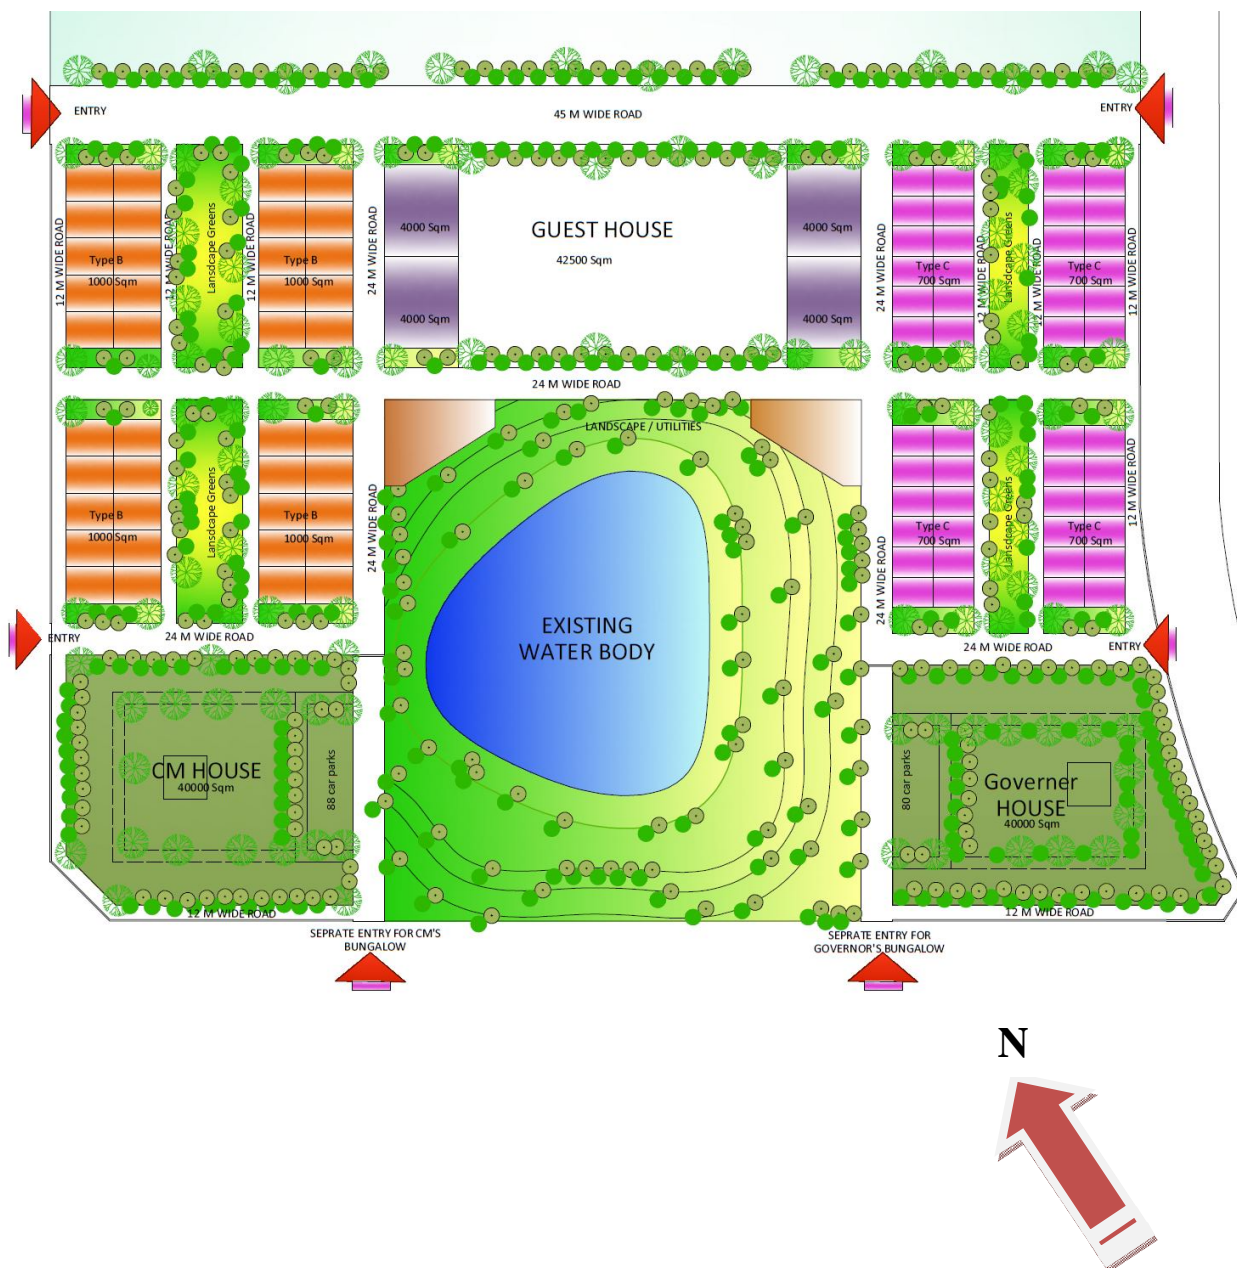 ENTRY
45 M WIDE ROAD
ENTRY
12 M WIDE ROAD
Type B
1000 Sqm
12 M WIDE ROAD
Lansdcape Greens
12 M WIDE ROAD
Type B
1000 Sqm
24 M WIDE ROAD
4000 Sqm
4000 Sqm
GUEST HOUSE
42500 Sqm
4000 Sqm
4000 Sqm
24 M WIDE ROAD
Type C
700 Sqm
12 M WIDE ROAD
Lansdcape Greens
12 M WIDE ROAD
Type C
700 Sqm
12 M WIDE ROAD
24 M WIDE ROAD
Type B
1000 Sqm
Lansdcape Greens
Type B
1000 Sqm
24 M WIDE ROAD
LANDSCAPE / UTILITIES
EXISTING
WATER BODY
24 M WIDE ROAD
Type C
700 Sqm
Lansdcape Greens
Type C
700 Sqm
12 M WIDE ROAD
ENTRY
24 M WIDE ROAD
24 M WIDE ROAD
ENTRY
CM HOUSE
40000 Sqm
88 car parks
80 car parks
Governer
HOUSE
40000 Sqm
12 M WIDE ROAD
12 M WIDE ROAD
SEPRATE ENTRY FOR CM'S
BUNGALOW
SEPRATE ENTRY FOR
GOVERNOR'S BUNGALOW
N